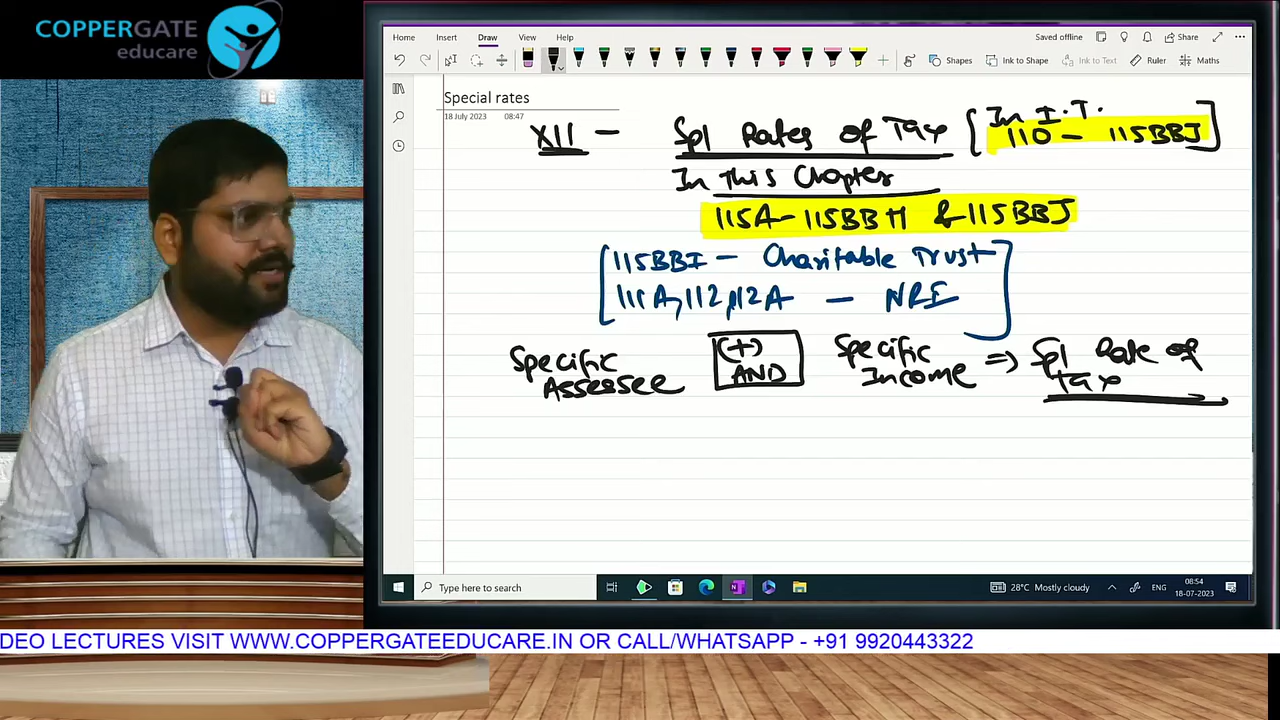 COPPERGATE
educare
Home Insert Draw View Help
Saved offline
Share
Shapes
Ink to Shape
Ink to Text
Ruler
Maths
Special rates
18 July 2023 08:47
XII - Spl Rates of Tax [In I.T. 110 - 115BBJ]
In This Chapter
115A - 115BBH & 115BBJ
[115BBI - Charitable Trust
111A, 112, 112A - NRI]
Specific Assessee (+) AND Specific Income => Spl Rate of Tax
Type here to search
28°C Mostly cloudy
ENG
08:54
18-07-2023
DEO LECTURES VISIT WWW.COPPERGATEEDUCARE.IN OR CALL/WHATSAPP - +91 9920443322